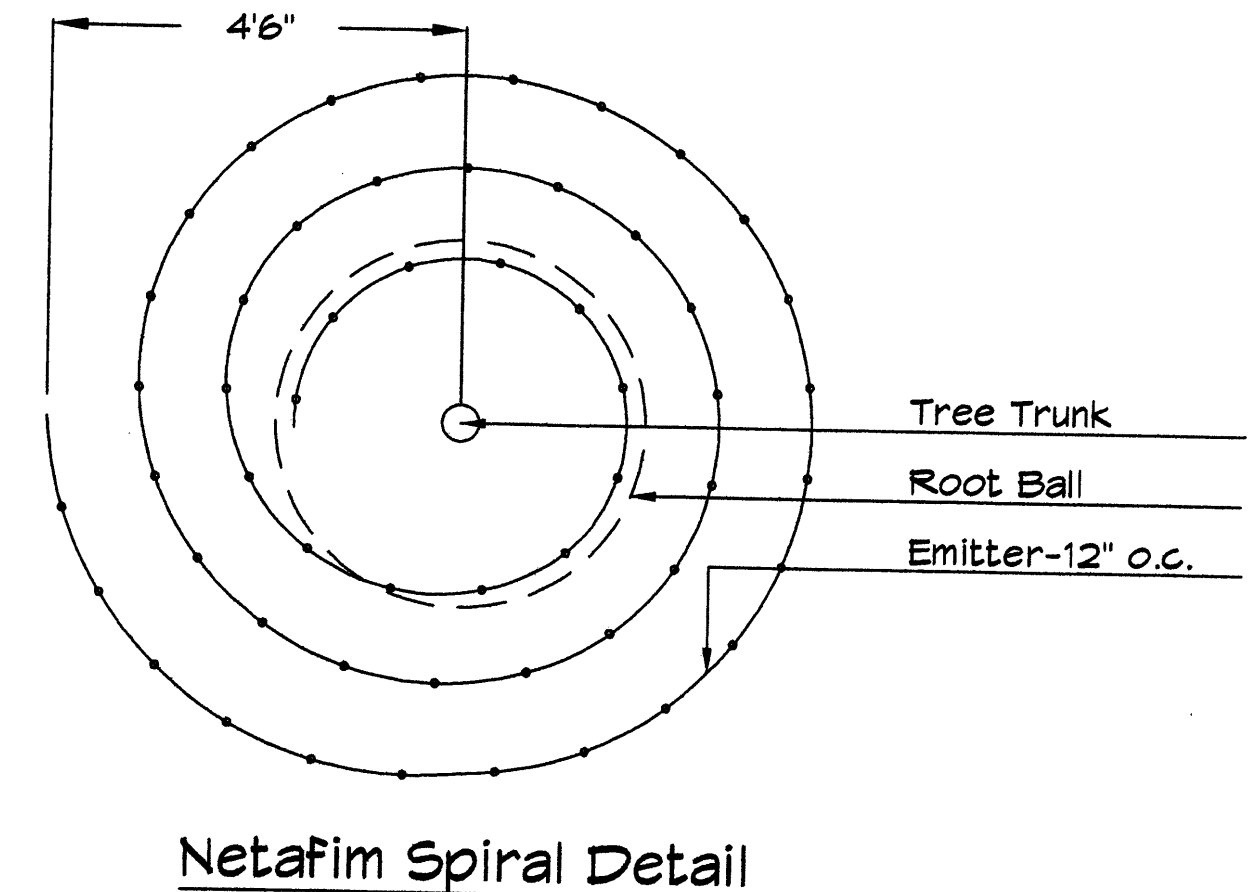 4'6"
Tree Trunk
Root Ball
Emitter-12" o.c.
Netafim Spiral Detail